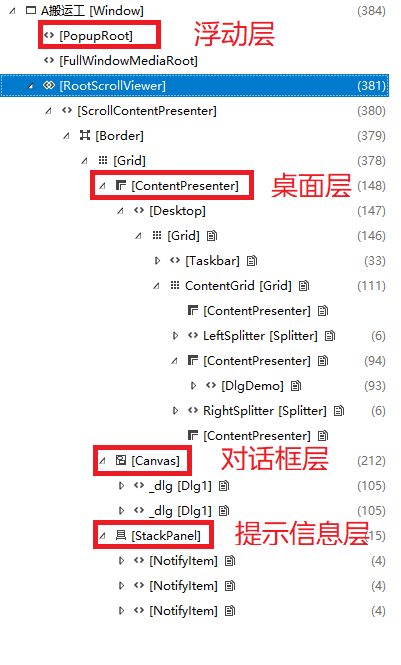 A搬运工 [Window] (384)
[PopupRoot] 浮动层
[FullWindowMediaRoot]
[RootScrollViewer] (381)
[ScrollContentPresenter] (380)
[Border] (379)
[Grid] (378)
[ContentPresenter] 桌面层 (148)
[Desktop] (147)
[Grid] (146)
[Taskbar] (33)
ContentGrid [Grid] (111)
[ContentPresenter]
LeftSplitter [Splitter] (6)
[ContentPresenter] (94)
[DlgDemo] (93)
RightSplitter [Splitter] (6)
[ContentPresenter]
[Canvas] 对话框层 (212)
_dlg [Dlg1] (105)
_dlg [Dlg1] (105)
[StackPanel] 提示信息层 (15)
[NotifyItem] (4)
[NotifyItem] (4)
[NotifyItem] (4)